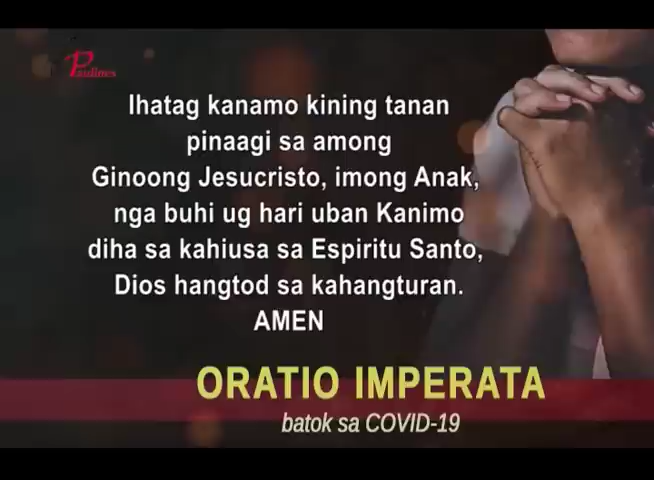 Paulines
Ihatag kanamo kining tanan
pinaagi sa among
Ginoong Jesucristo, imong Anak,
nga buhi ug hari uban Kanimo
diha sa kahiusa sa Espiritu Santo,
Dios hangtod sa kahangturan.
AMEN
ORATIO IMPERATA
batok sa COVID-19